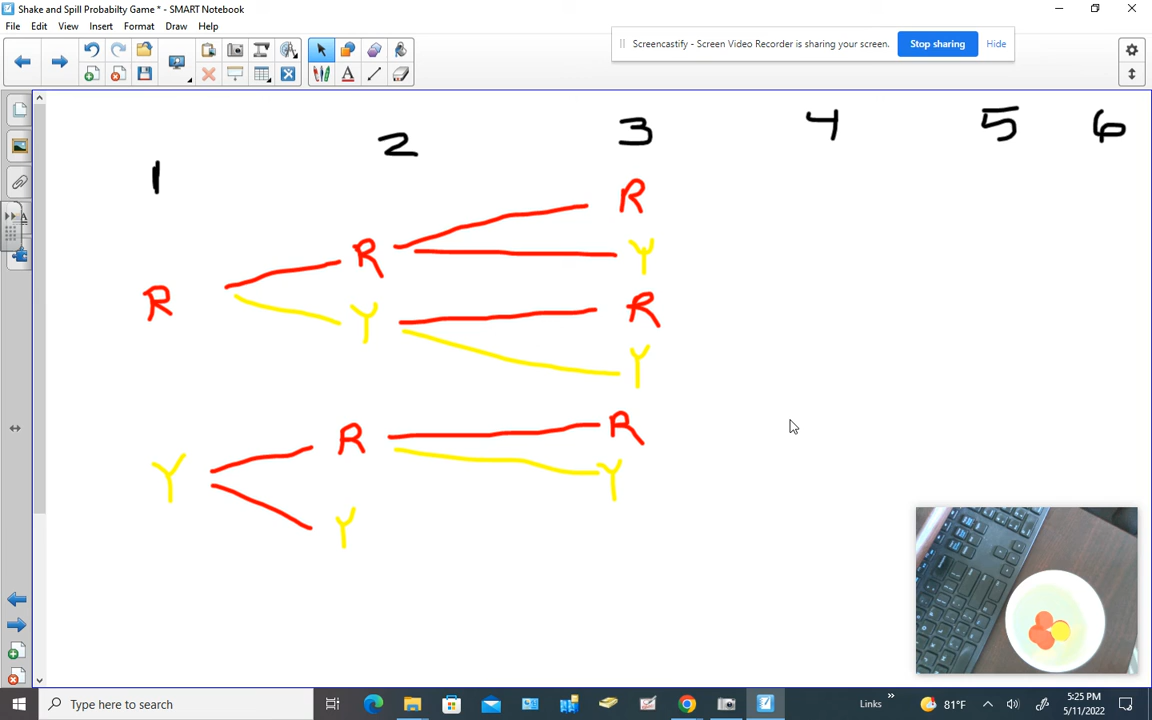 Shake and Spill Probabilty Game * - SMART Notebook
File Edit View Insert Format Draw Help
Screencastify - Screen Video Recorder is sharing your screen. Stop sharing Hide
1 2 3 4 5 6
R
R
Y
R
Y
R
Y
R
R
Y
Y
Y
Type here to search
Links
81°F
5:25 PM
5/11/2022